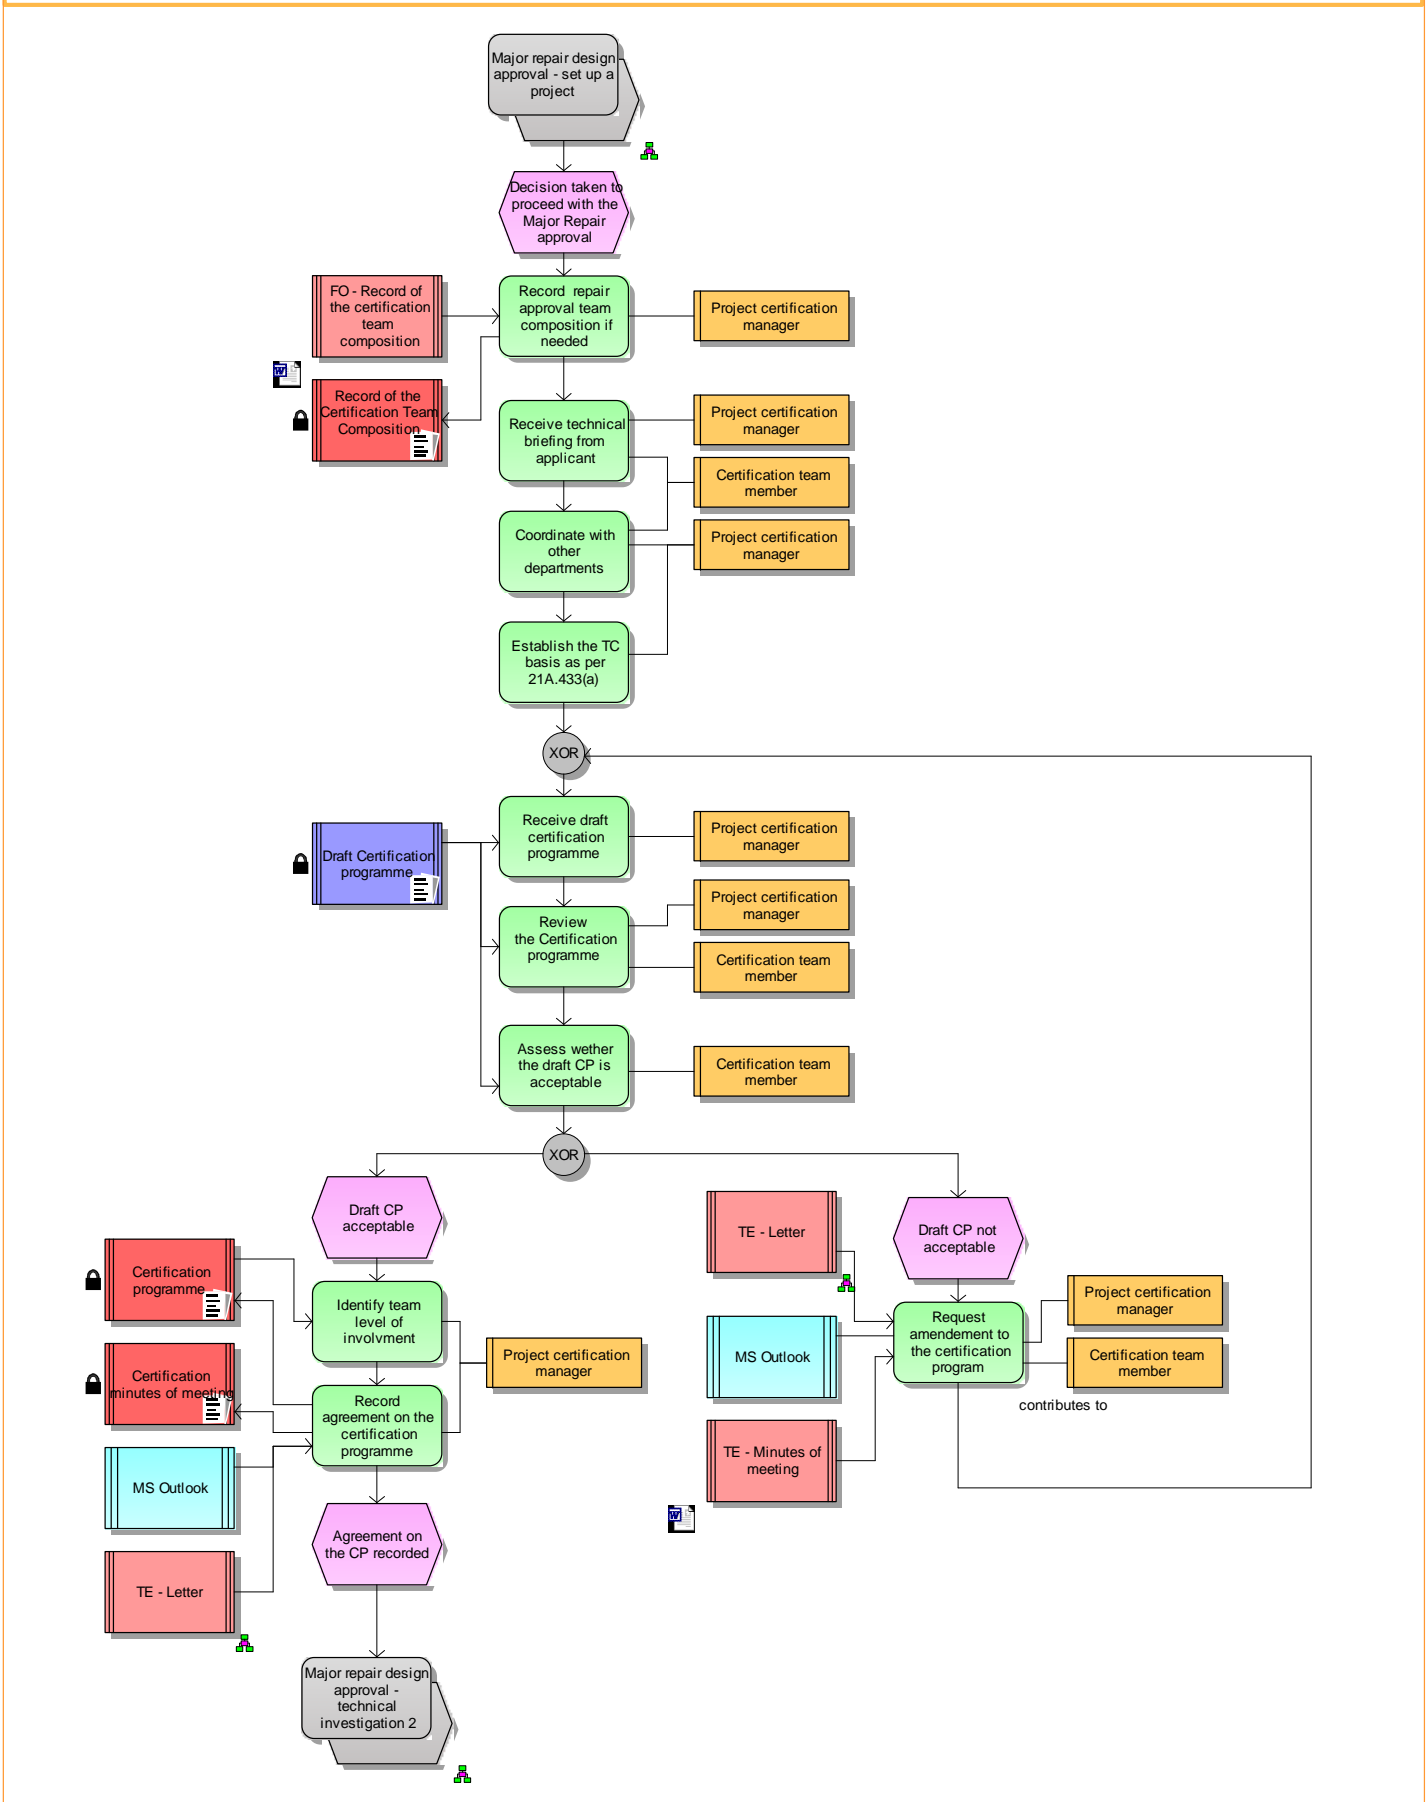 Major repair design
approval - set up a
project
Decision taken to
proceed with the
Major Repair
approval
FO - Record of
the certification
team
composition
Record repair
approval team
composition if
needed
Project certification
manager
Record of the
Certification Team
Composition
Receive technical
briefing from
applicant
Project certification
manager
Certification team
member
Coordinate with
other
departments
Project certification
manager
Establish the TC
basis as per
21A.433(a)
XOR
Draft Certification
programme
Receive draft
certification
programme
Project certification
manager
Review
the Certification
programme
Project certification
manager
Certification team
member
Assess wether
the draft CP is
acceptable
Certification team
member
XOR
Draft CP
acceptable
TE - Letter
Draft CP not
acceptable
Certification
programme
Identify team
level of
involvment
Project certification
manager
MS Outlook
Request
amendement to
the certification
program
Project certification
manager
Certification team
member
contributes to
Certification
minutes of meeting
Record
agreement on the
certification
programme
TE - Minutes of
meeting
MS Outlook
Agreement on
the CP recorded
TE - Letter
Major repair design
approval -
technical
investigation 2